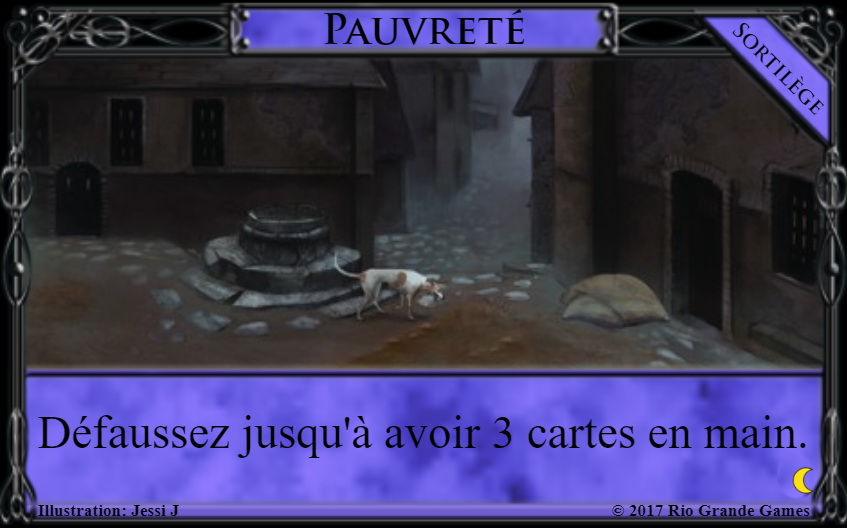 Pauvreté
Sortilège
Défaussez jusqu'à avoir 3 cartes en main.
Illustration: Jessi J
© 2017 Rio Grande Games